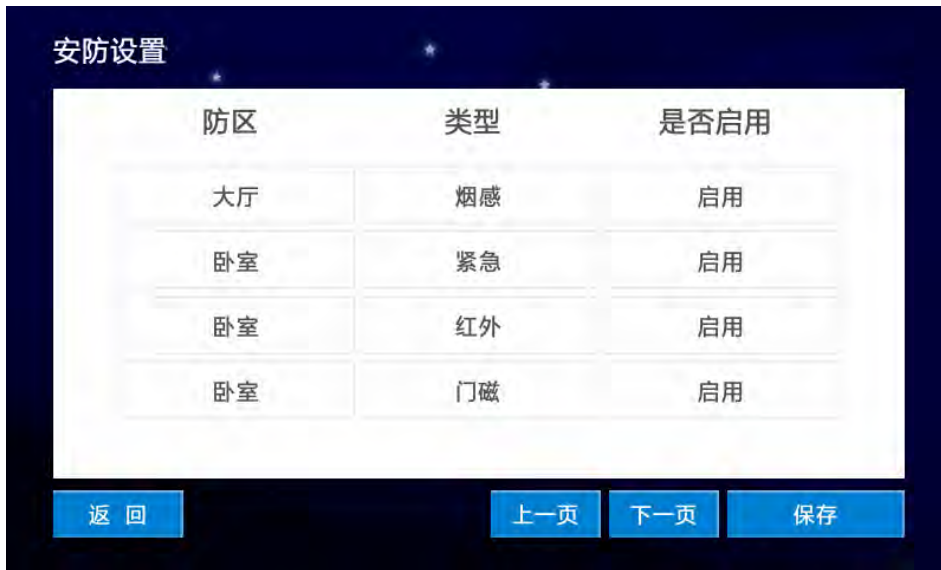 安防设置
防区 类型 是否启用
大厅 烟感 启用
卧室 紧急 启用
卧室 红外 启用
卧室 门磁 启用
返 回 上一页 下一页 保存